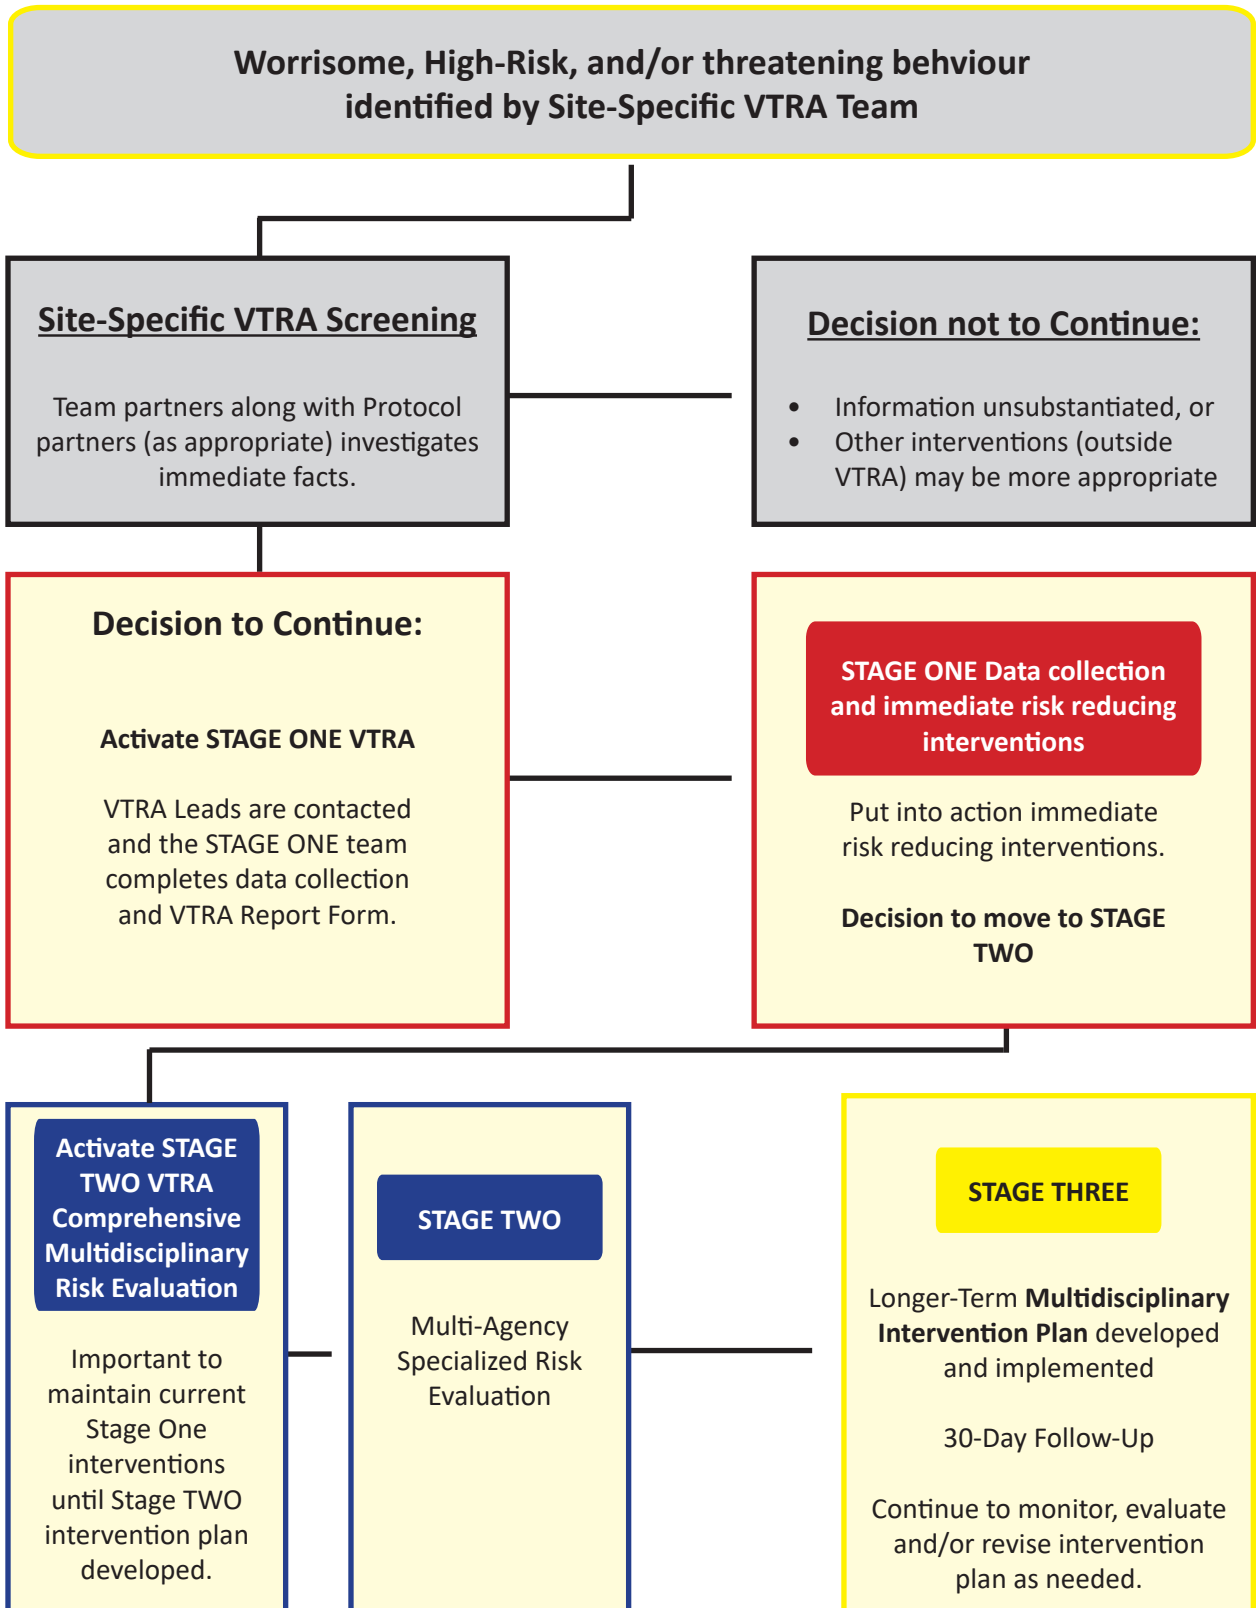 Worrisome, High-Risk, and/or threatening behviour
identified by Site-Specific VTRA Team
Site-Specific VTRA Screening
Team partners along with Protocol
partners (as appropriate) investigates
immediate facts.
Decision not to Continue:
• Information unsubstantiated, or
• Other interventions (outside
VTRA) may be more appropriate
Decision to Continue:
Activate STAGE ONE VTRA
VTRA Leads are contacted
and the STAGE ONE team
completes data collection
and VTRA Report Form.
STAGE ONE Data collection
and immediate risk reducing
interventions
Put into action immediate
risk reducing interventions.
Decision to move to STAGE
TWO
Activate STAGE
TWO VTRA
Comprehensive
Multidisciplinary
Risk Evaluation
Important to
maintain current
Stage One
interventions
until Stage TWO
intervention plan
developed.
STAGE TWO
Multi-Agency
Specialized Risk
Evaluation
STAGE THREE
Longer-Term Multidisciplinary
Intervention Plan developed
and implemented
30-Day Follow-Up
Continue to monitor, evaluate
and/or revise intervention
plan as needed.